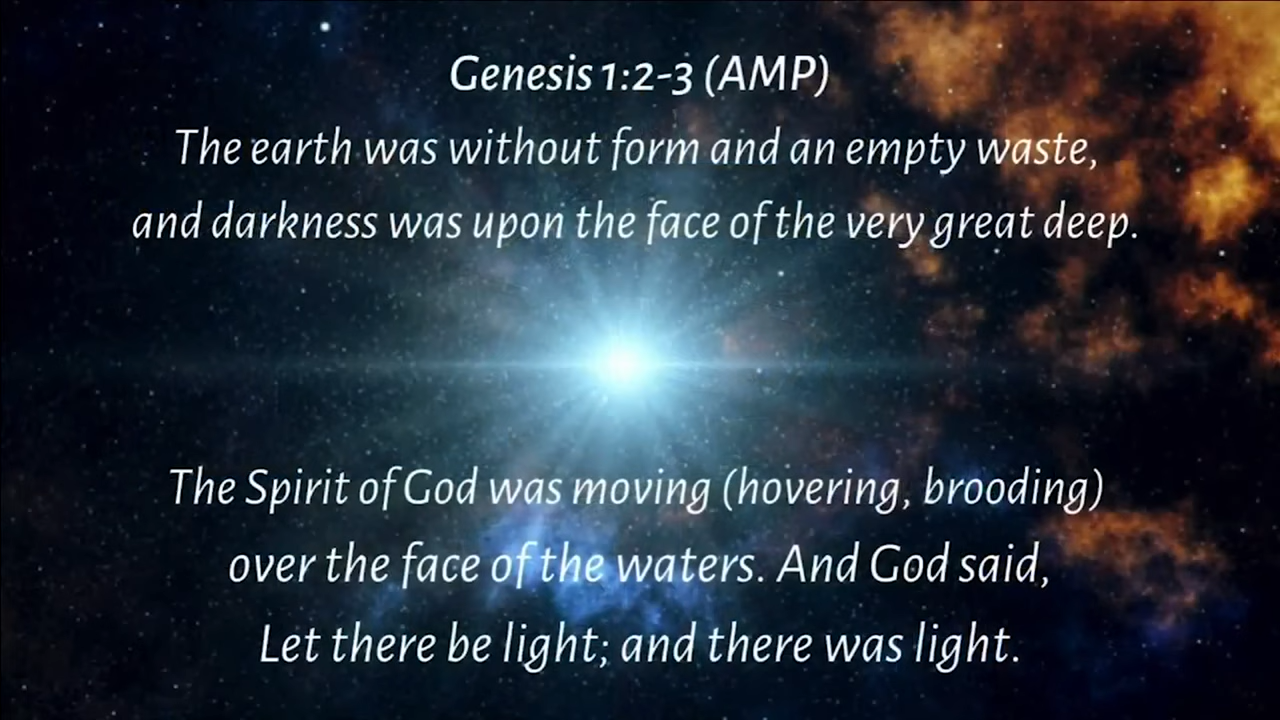 Genesis 1:2-3 (AMP)
The earth was without form and an empty waste,
and darkness was upon the face of the very great deep.
The Spirit of God was moving (hovering, brooding)
over the face of the waters. And God said,
Let there be light; and there was light.